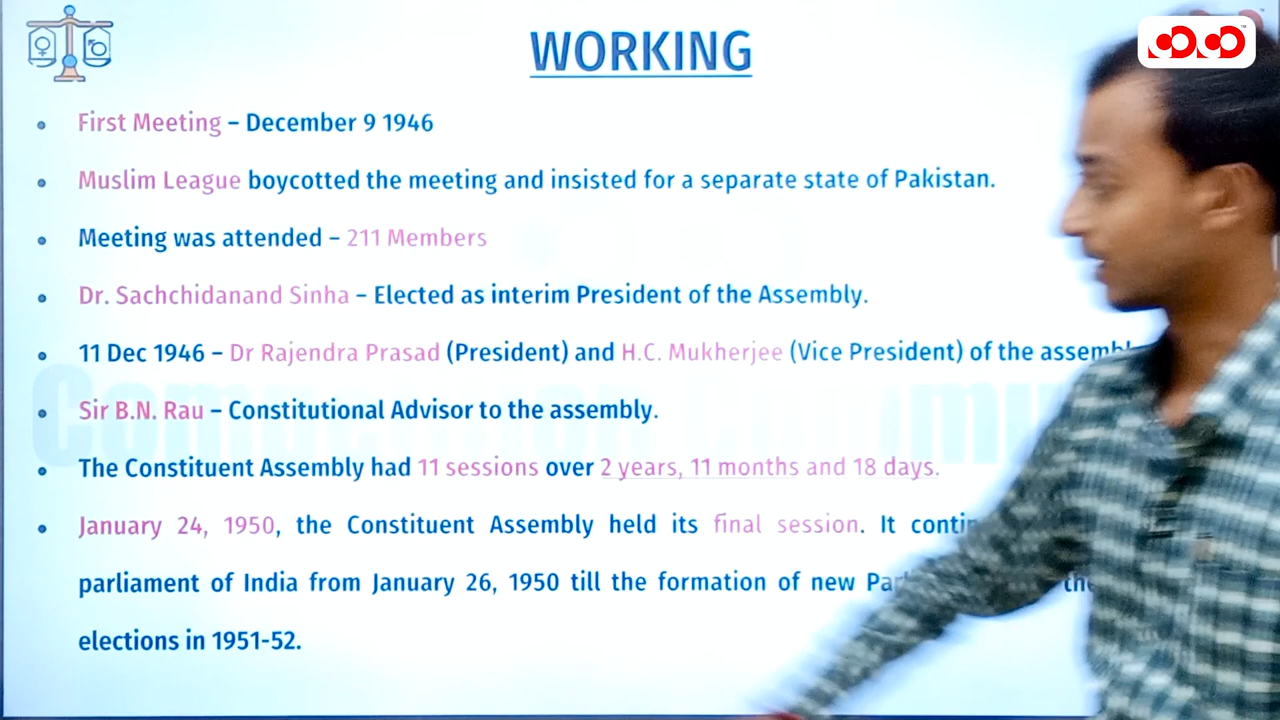 WORKING
First Meeting – December 9 1946
Muslim League boycotted the meeting and insisted for a separate state of Pakistan.
Meeting was attended – 211 Members
Dr. Sachchidanand Sinha – Elected as interim President of the Assembly.
11 Dec 1946 – Dr Rajendra Prasad (President) and H.C. Mukherjee (Vice President) of the
Sir B.N. Rau – Constitutional Advisor to the assembly.
The Constituent Assembly had 11 sessions over 2 years, 11 months and 18 days.
January 24, 1950, the Constituent Assembly held its final session. It
parliament of India from January 26, 1950 till the formation of new
elections in 1951-52.